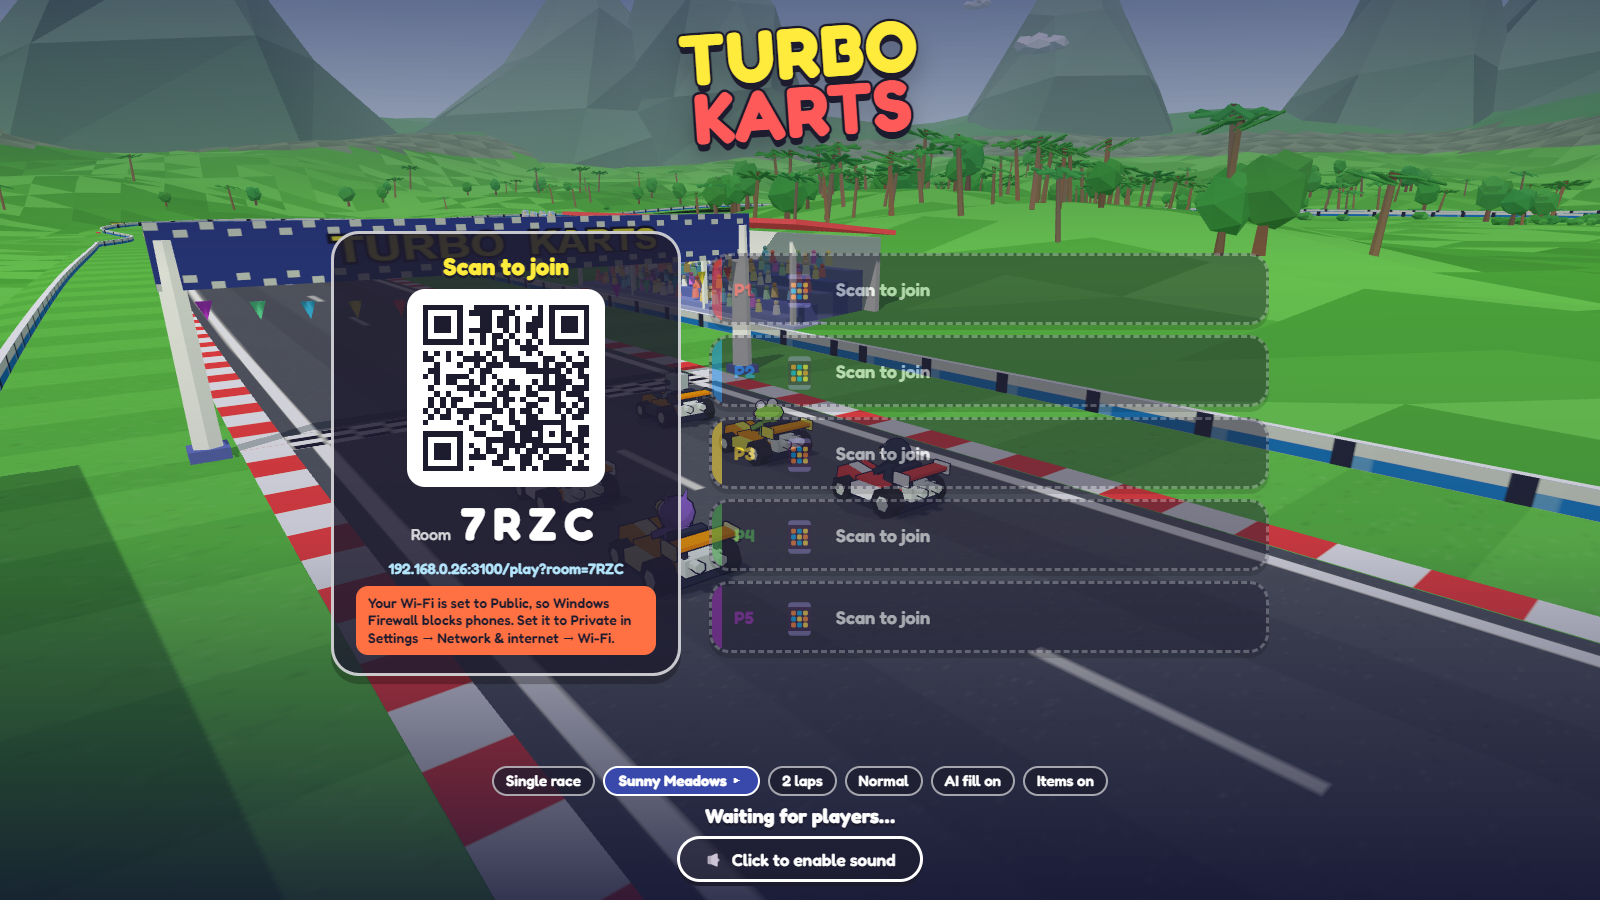 TURBO
KARTS
TURBO KARTS
Scan to join
Room 7RZC
192.168.0.26:3100/play?room=7RZC
Your Wi-Fi is set to Public, so Windows
Firewall blocks phones. Set it to Private in
Settings → Network & internet → Wi-Fi.
P1 Scan to join
P2 Scan to join
P3 Scan to join
P4 Scan to join
P5 Scan to join
Single race
Sunny Meadows ▸
2 laps
Normal
AI fill on
Items on
Waiting for players...
Click to enable sound